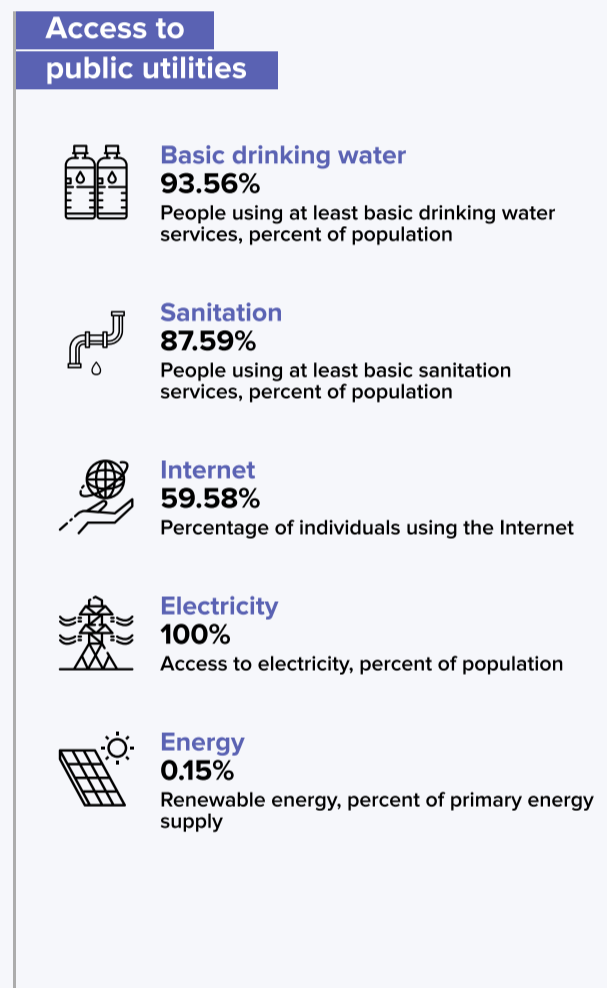 Access to
public utilities
Basic drinking water
93.56%
People using at least basic drinking water
services, percent of population
Sanitation
87.59%
People using at least basic sanitation
services, percent of population
Internet
59.58%
Percentage of individuals using the Internet
Electricity
100%
Access to electricity, percent of population
Energy
0.15%
Renewable energy, percent of primary energy
supply